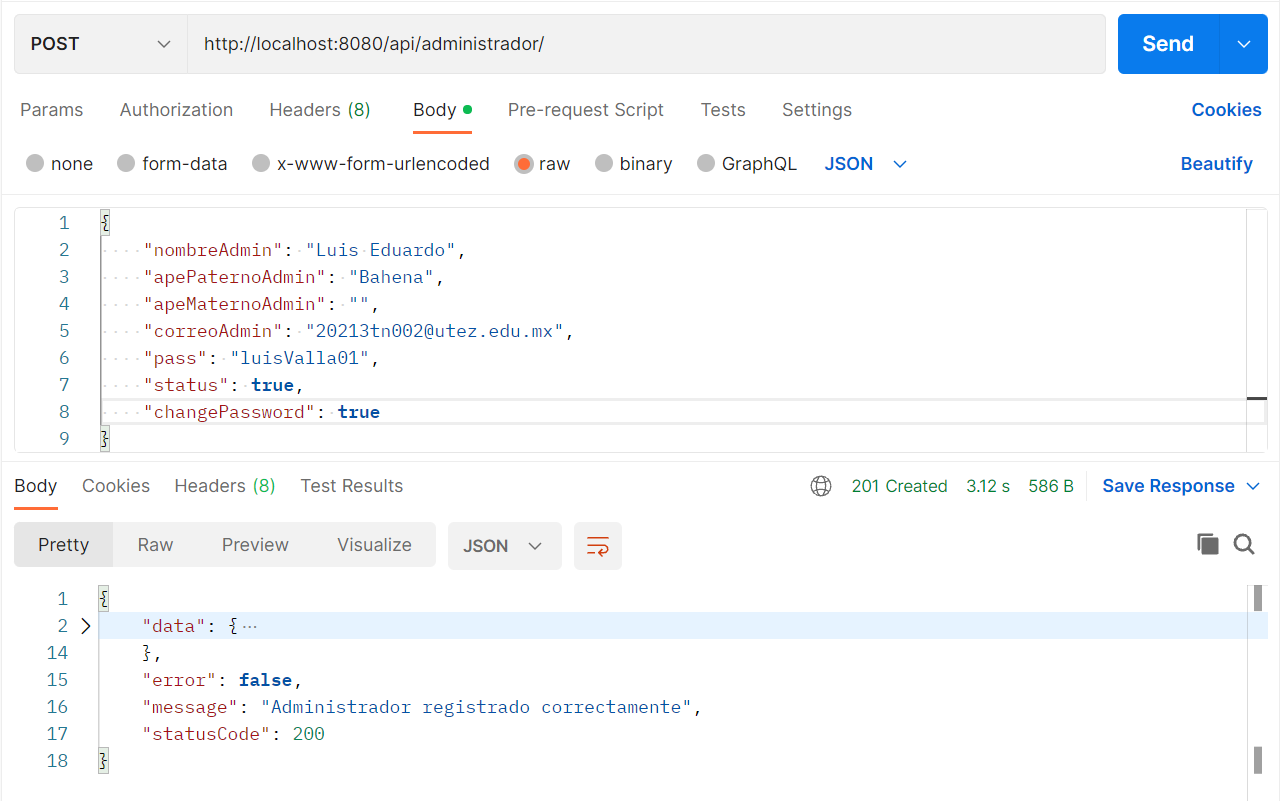 POST http://localhost:8080/api/administrador/ Send
Params Authorization Headers (8) Body Pre-request Script Tests Settings Cookies
none form-data x-www-form-urlencoded raw binary GraphQL JSON Beautify
1 {
2 "nombreAdmin": "Luis Eduardo",
3 "apePaternoAdmin": "Bahena",
4 "apeMaternoAdmin": "",
5 "correoAdmin": "20213tn002@utez.edu.mx",
6 "pass": "luisValla01",
7 "status": true,
8 "changePassword": true
9 }
Body Cookies Headers (8) Test Results 201 Created 3.12 s 586 B Save Response
Pretty Raw Preview Visualize JSON
1 {
2 "data": {...
14 },
15 "error": false,
16 "message": "Administrador registrado correctamente",
17 "statusCode": 200
18 }